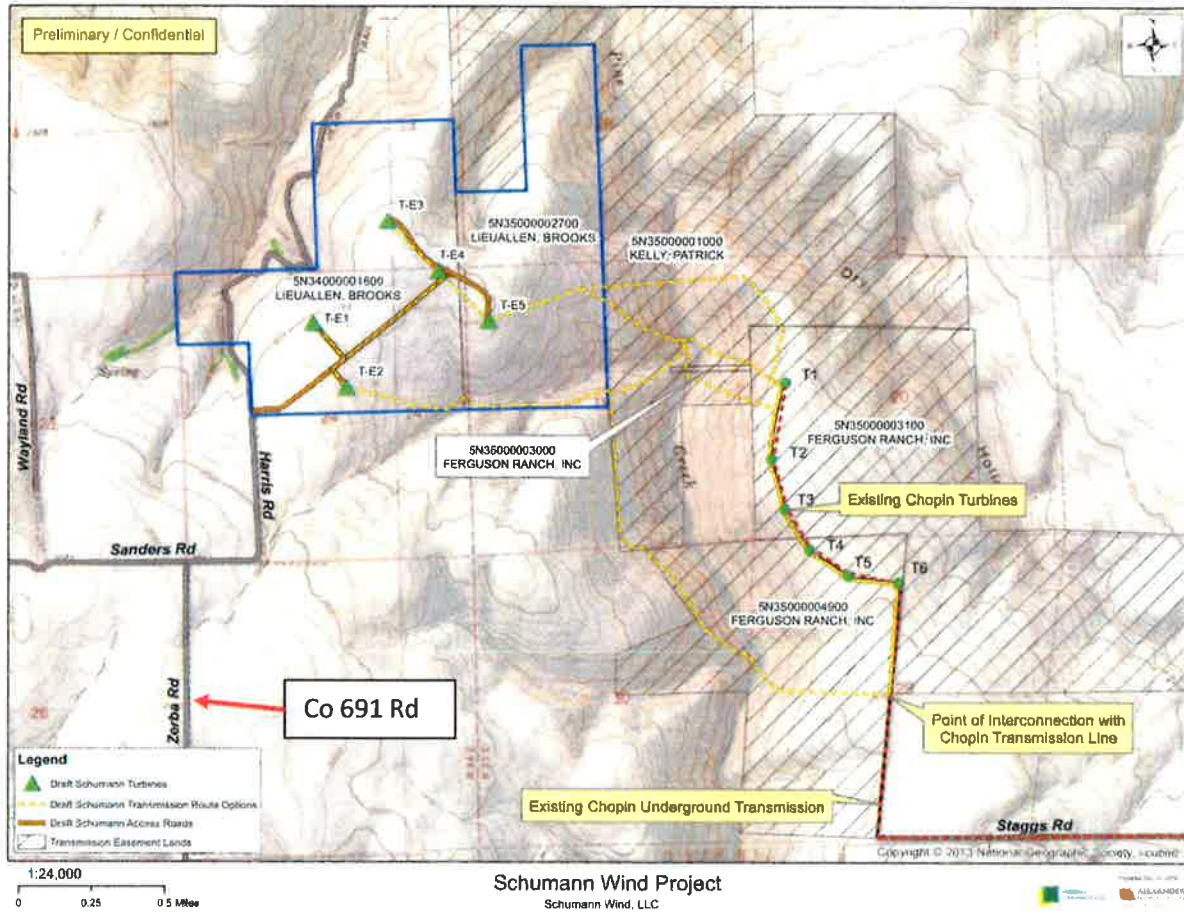 Preliminary / Confidential
T-E3
T-E4
5N35000002700
LIEUALLEN, BROOKS
5N35000001000
KELLY, PATRICK
5N34000001600
LIEUALLEN, BROOKS
T-E5
T-E1
T-E2
Spring
Dry
T1
20
5N35000003100
FERGUSON RANCH, INC
T2
5N35000003000
FERGUSON RANCH, INC
Creek
Wayland Rd
Harris Rd
24
T3
Existing Chopin Turbines
Sanders Rd
T4
T5
T6
5N35000004900
FERGUSON RANCH, INC
Zerba Rd
Co 691 Rd
26
Point of Interconnection with
Chopin Transmission Line
Existing Chopin Underground Transmission
Staggs Rd
Legend
Draft Schumann Turbines
Draft Schumann Transmission Route Options
Draft Schumann Access Roads
Transmission Easement Lands
Copyright © 2013 National Geographic Society, i-cubed
1:24,000
0 0.25 0.5 Miles
Schumann Wind Project
Schumann Wind, LLC